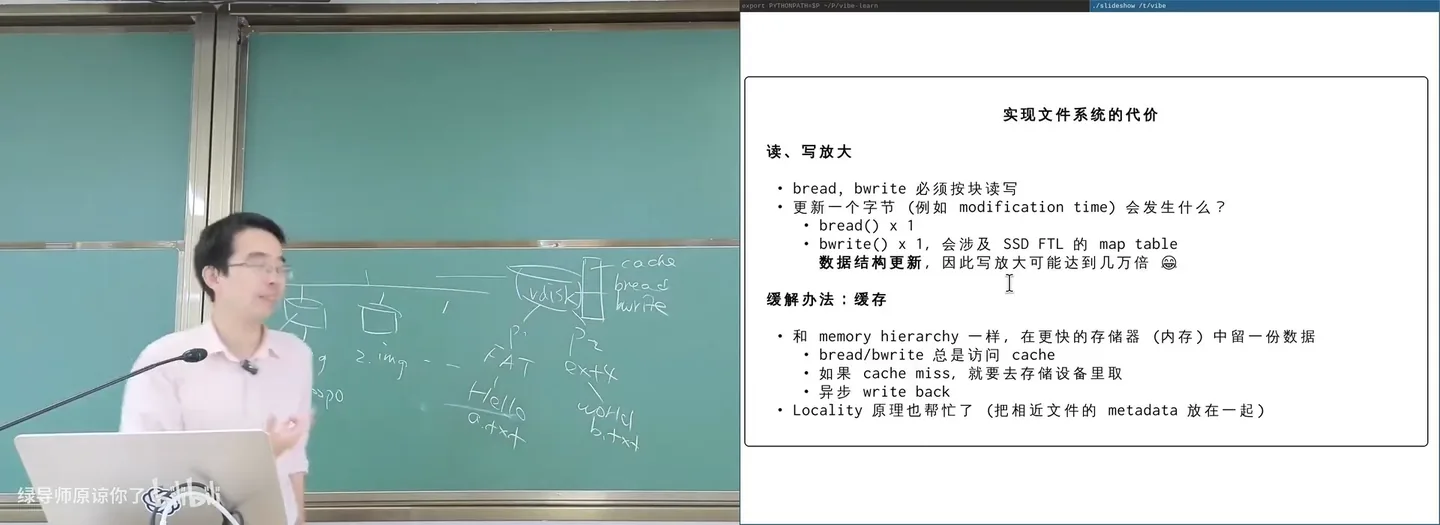 export PYTHONPATH=$P ~/P/vibe-learn
./slideshow /t/vibe
实现文件系统的代价
读、写放大
• bread, bwrite 必须按块读写
• 更新一个字节 (例如 modification time) 会发生什么？
• bread() x 1
• bwrite() x 1, 会涉及 SSD FTL 的 map table
数据结构更新, 因此写放大可能达到几万倍 😂
缓解办法：缓存
• 和 memory hierarchy 一样, 在更快的存储器 (内存) 中留一份数据
• bread/bwrite 总是访问 cache
• 如果 cache miss, 就要去存储设备里取
• 异步 write back
• Locality 原理也帮忙了 (把相近文件的 metadata 放在一起)
cache
bread
bwrite
vdisk
P1
P2
2.img
FAT
ext4
Hello
a.txt
world
b.txt
绿导师原谅你了
bilibili